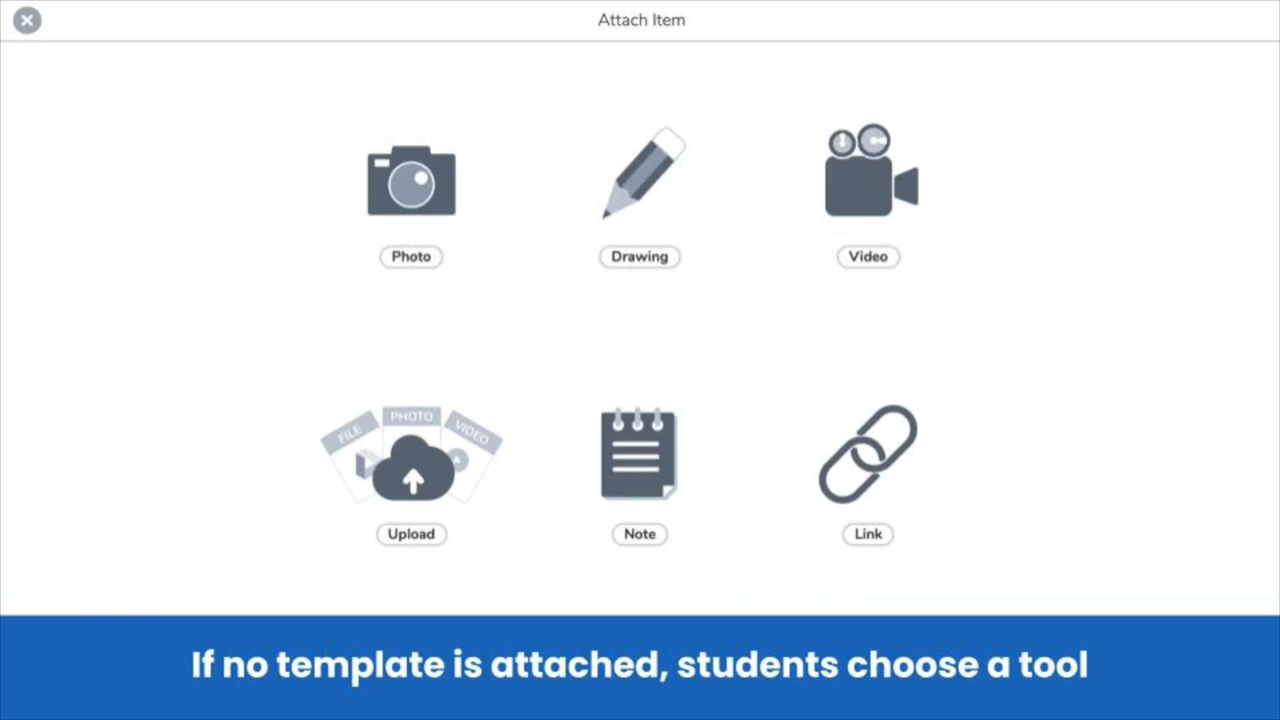 Attach Item
Photo
Drawing
Video
FILE
PHOTO
VIDEO
Upload
Note
Link
If no template is attached, students choose a tool